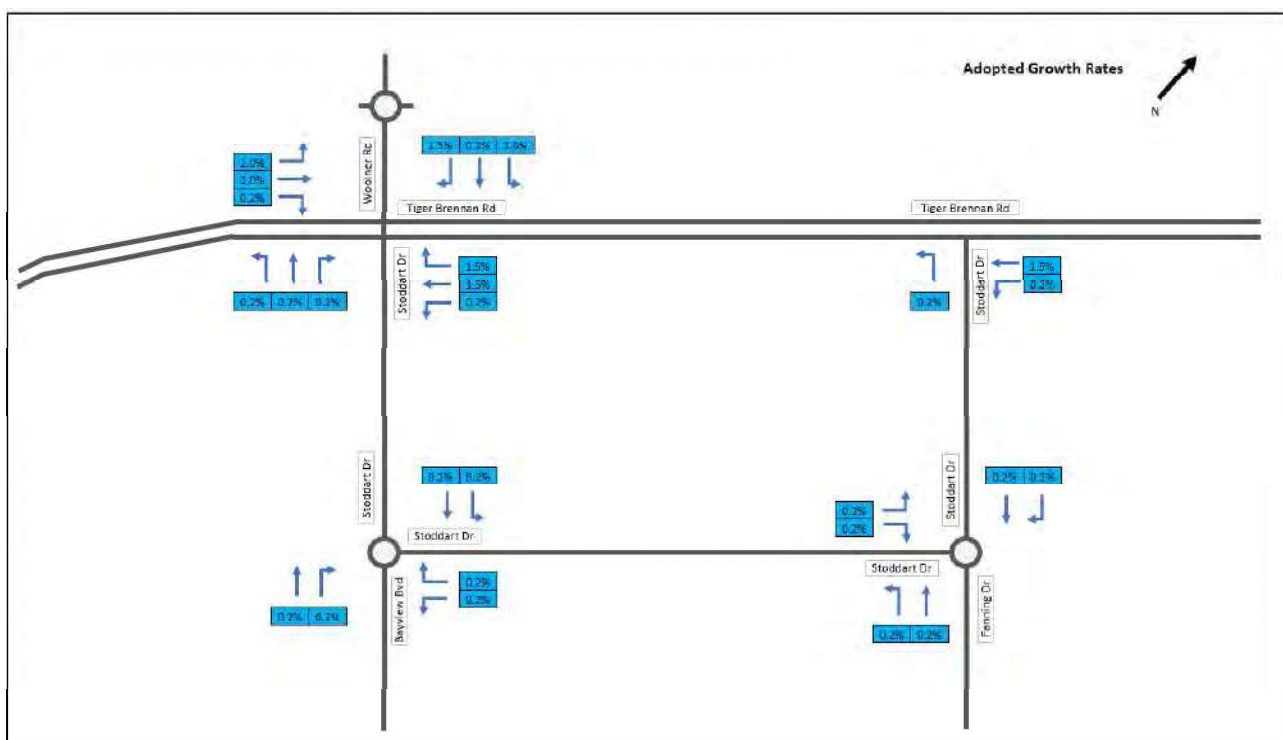 Adopted Growth Rates
N
Woolner Rd
1.5% 0.2%
2.0%
2.0%
0.2%
Tiger Brennan Rd
Tiger Brennan Rd
Stoddart Dr
1.5%
1.5%
0.2%
0.2% 0.2% 0.2%
0.2%
Stoddart Dr
1.5%
0.2%
Stoddart Dr
0.2% 0.2%
Stoddart Dr
0.2%
0.2%
Stoddart Dr
0.2% 0.2%
Stoddart Dr
0.2% 0.2%
Bayview Bvd
0.2%
0.2%
Fanning Dr
0.2% 0.2%